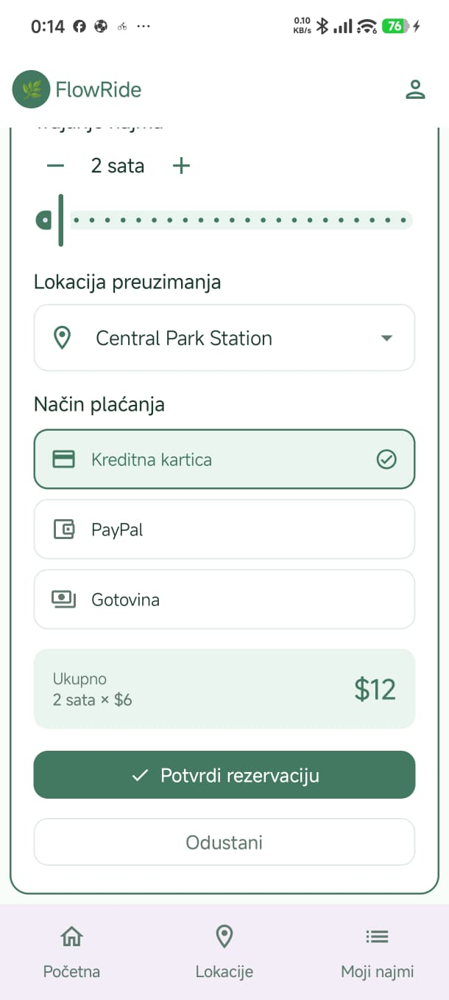 0:14
0.10
KB/s
6
76
FlowRide
2 sata
Lokacija preuzimanja
Central Park Station
Način plaćanja
Kreditna kartica
PayPal
Gotovina
Ukupno
2 sata × $6
$12
Potvrdi rezervaciju
Odustani
Početna
Lokacije
Moji najmi